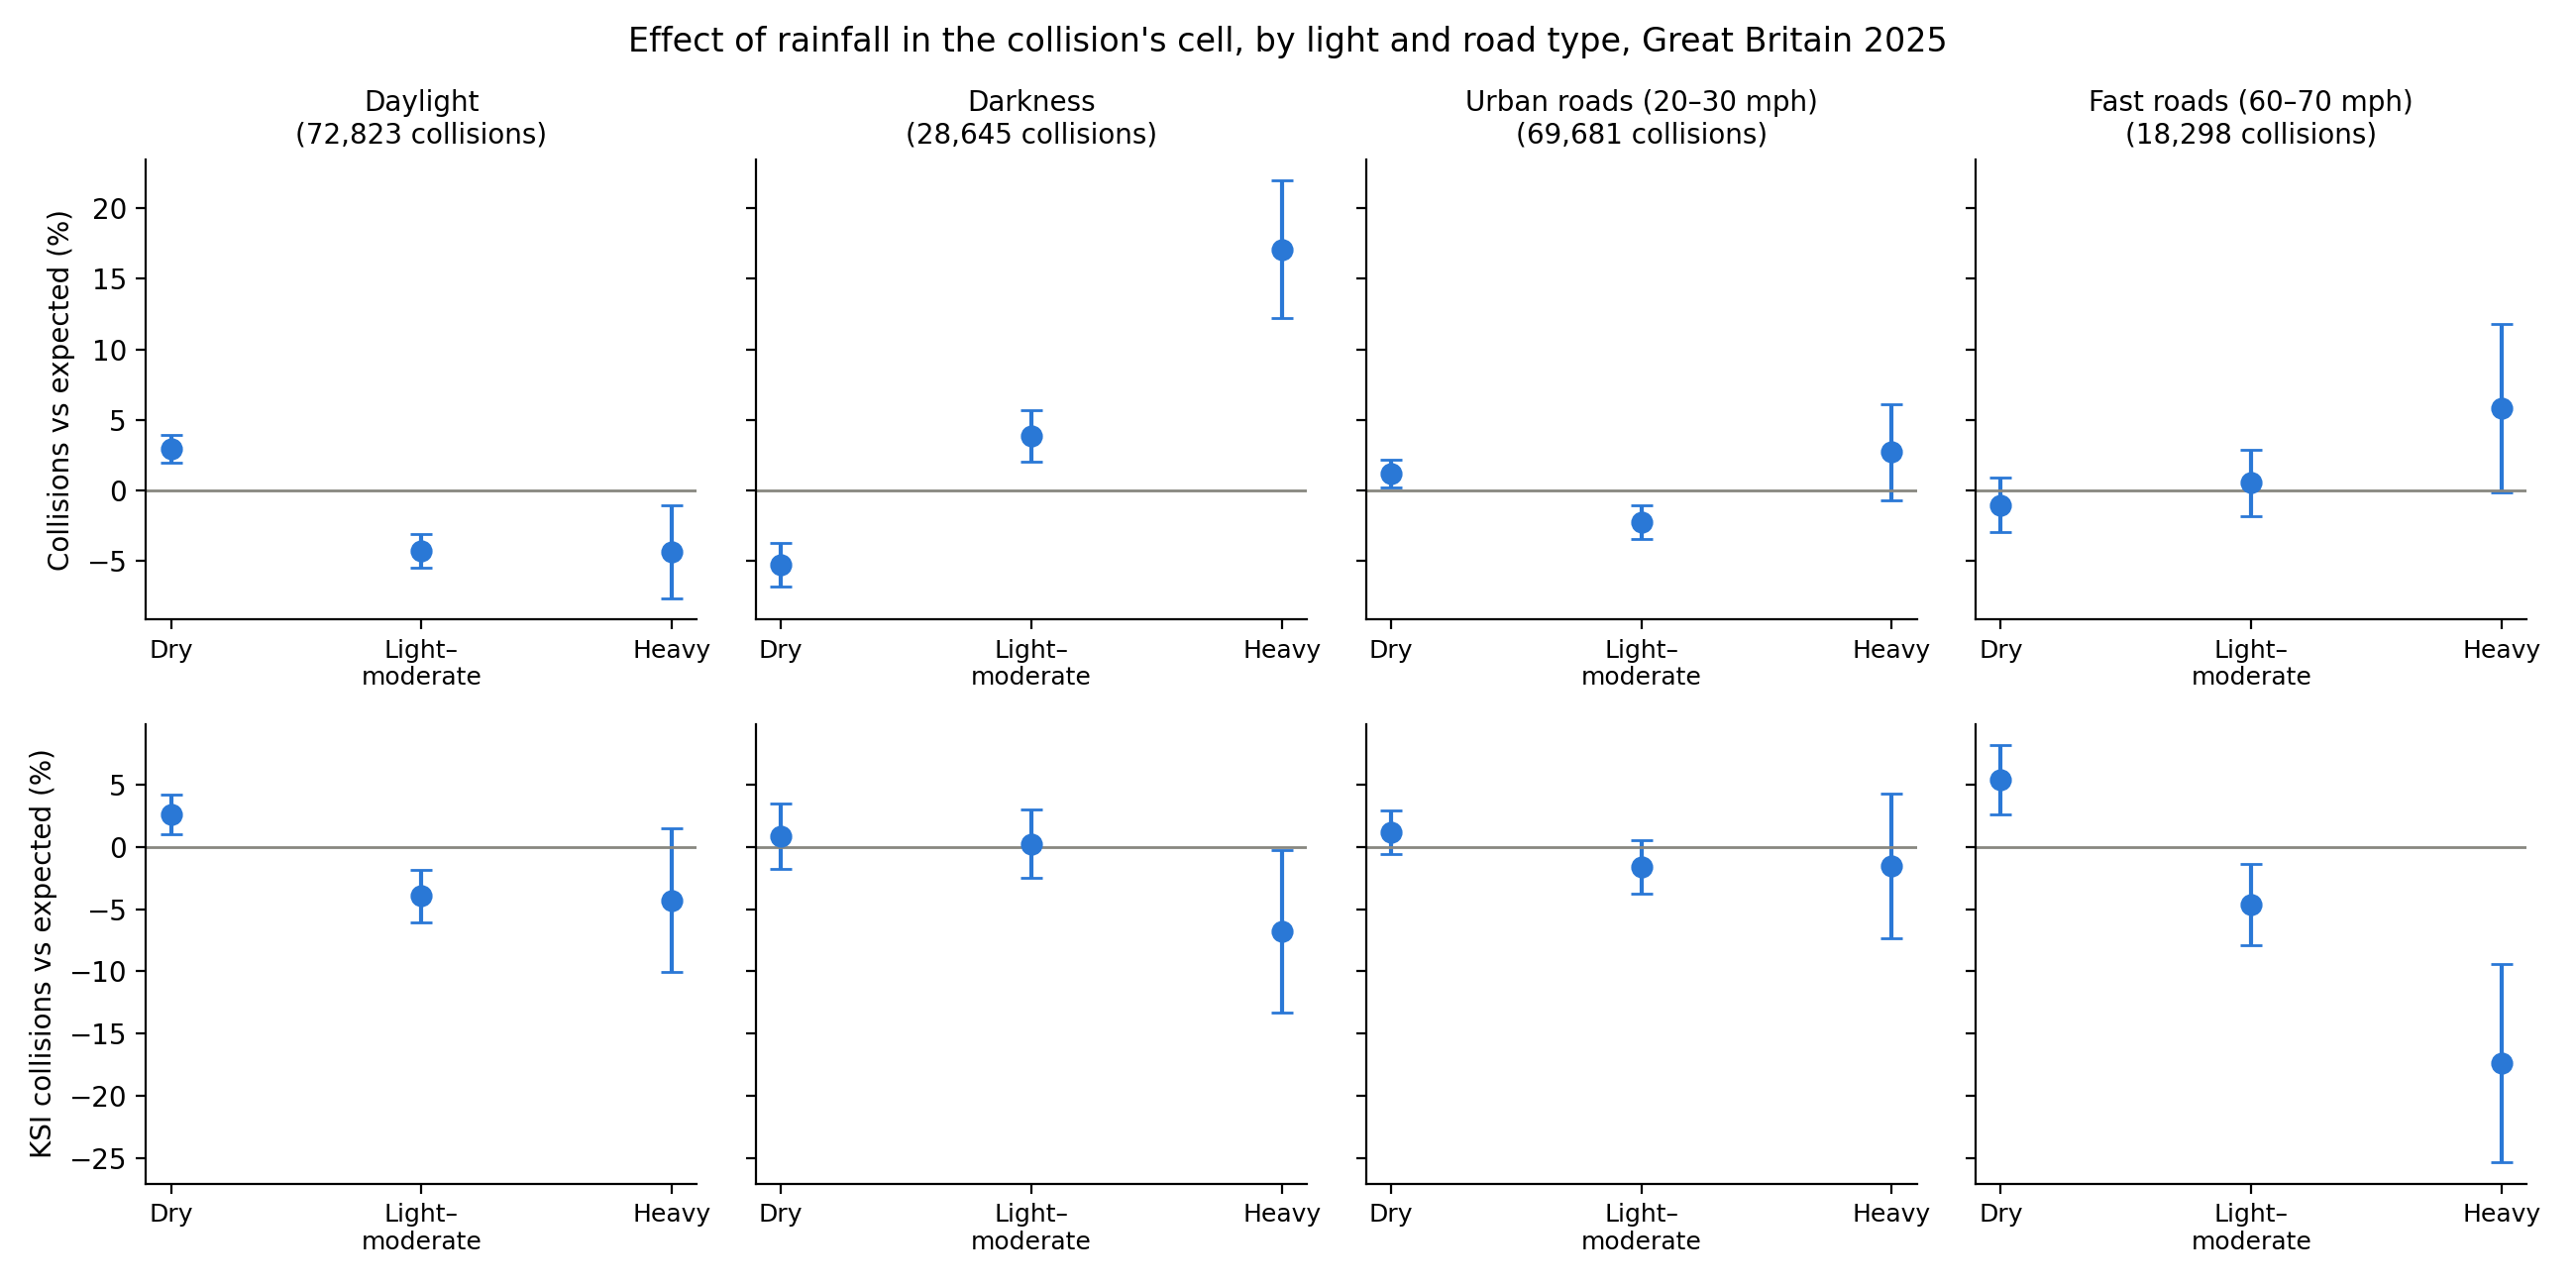 Effect of rainfall in the collision's cell, by light and road type, Great Britain 2025
Daylight
(72,823 collisions)
Darkness
(28,645 collisions)
Urban roads (20–30 mph)
(69,681 collisions)
Fast roads (60–70 mph)
(18,298 collisions)
Collisions vs expected (%)
20
15
10
5
0
−5
Dry
Light–
moderate
Heavy
Dry
Light–
moderate
Heavy
Dry
Light–
moderate
Heavy
Dry
Light–
moderate
Heavy
KSI collisions vs expected (%)
5
0
−5
−10
−15
−20
−25
Dry
Light–
moderate
Heavy
Dry
Light–
moderate
Heavy
Dry
Light–
moderate
Heavy
Dry
Light–
moderate
Heavy